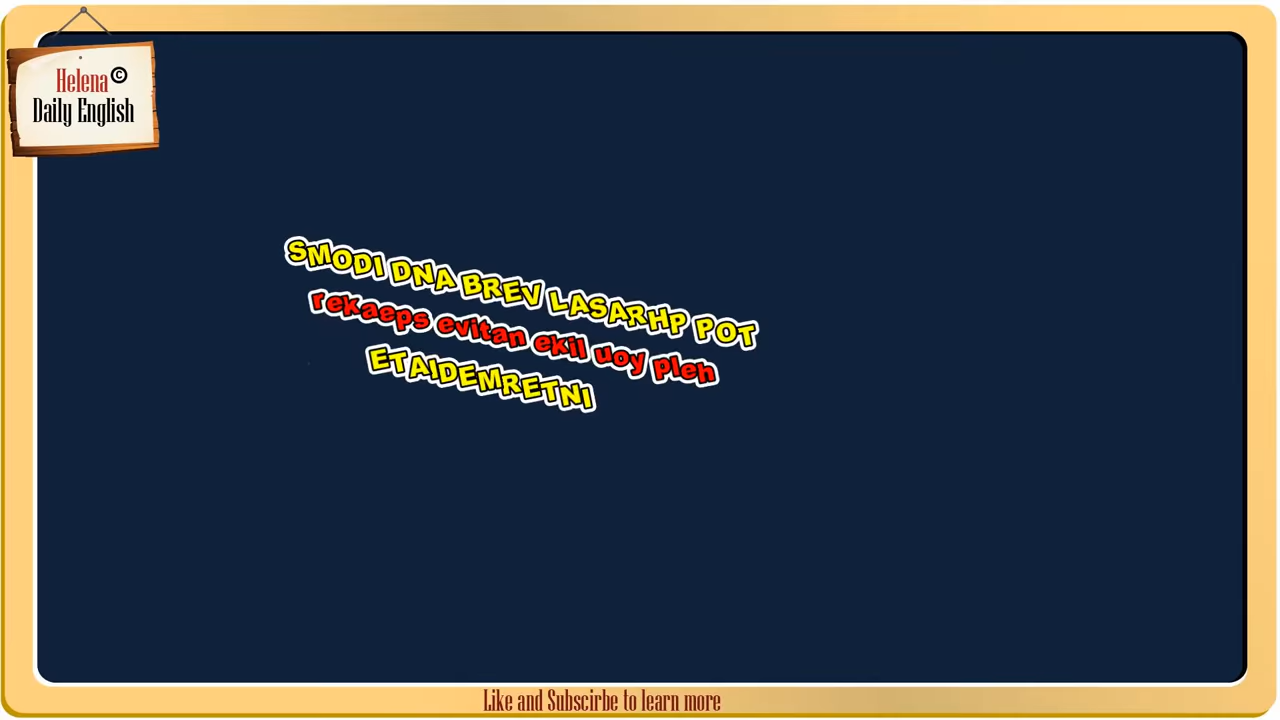 Helena©
Daily English
SMODI DNA BREV LASARHP POT
rekaeps evitan ekil uoy pleh
ETAIDEMRETNI
Like and Subscirbe to learn more